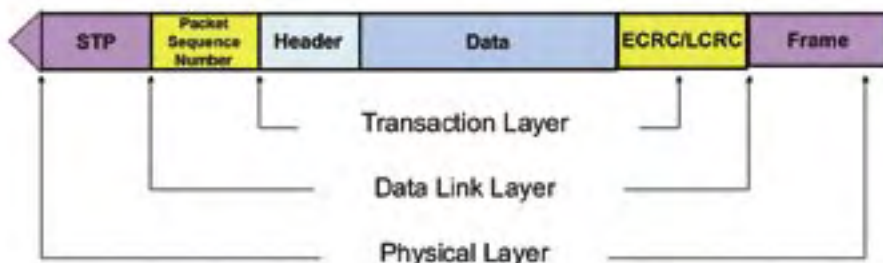 STP Packet Sequence Number Header Data ECRC/LCRC Frame
Transaction Layer
Data Link Layer
Physical Layer